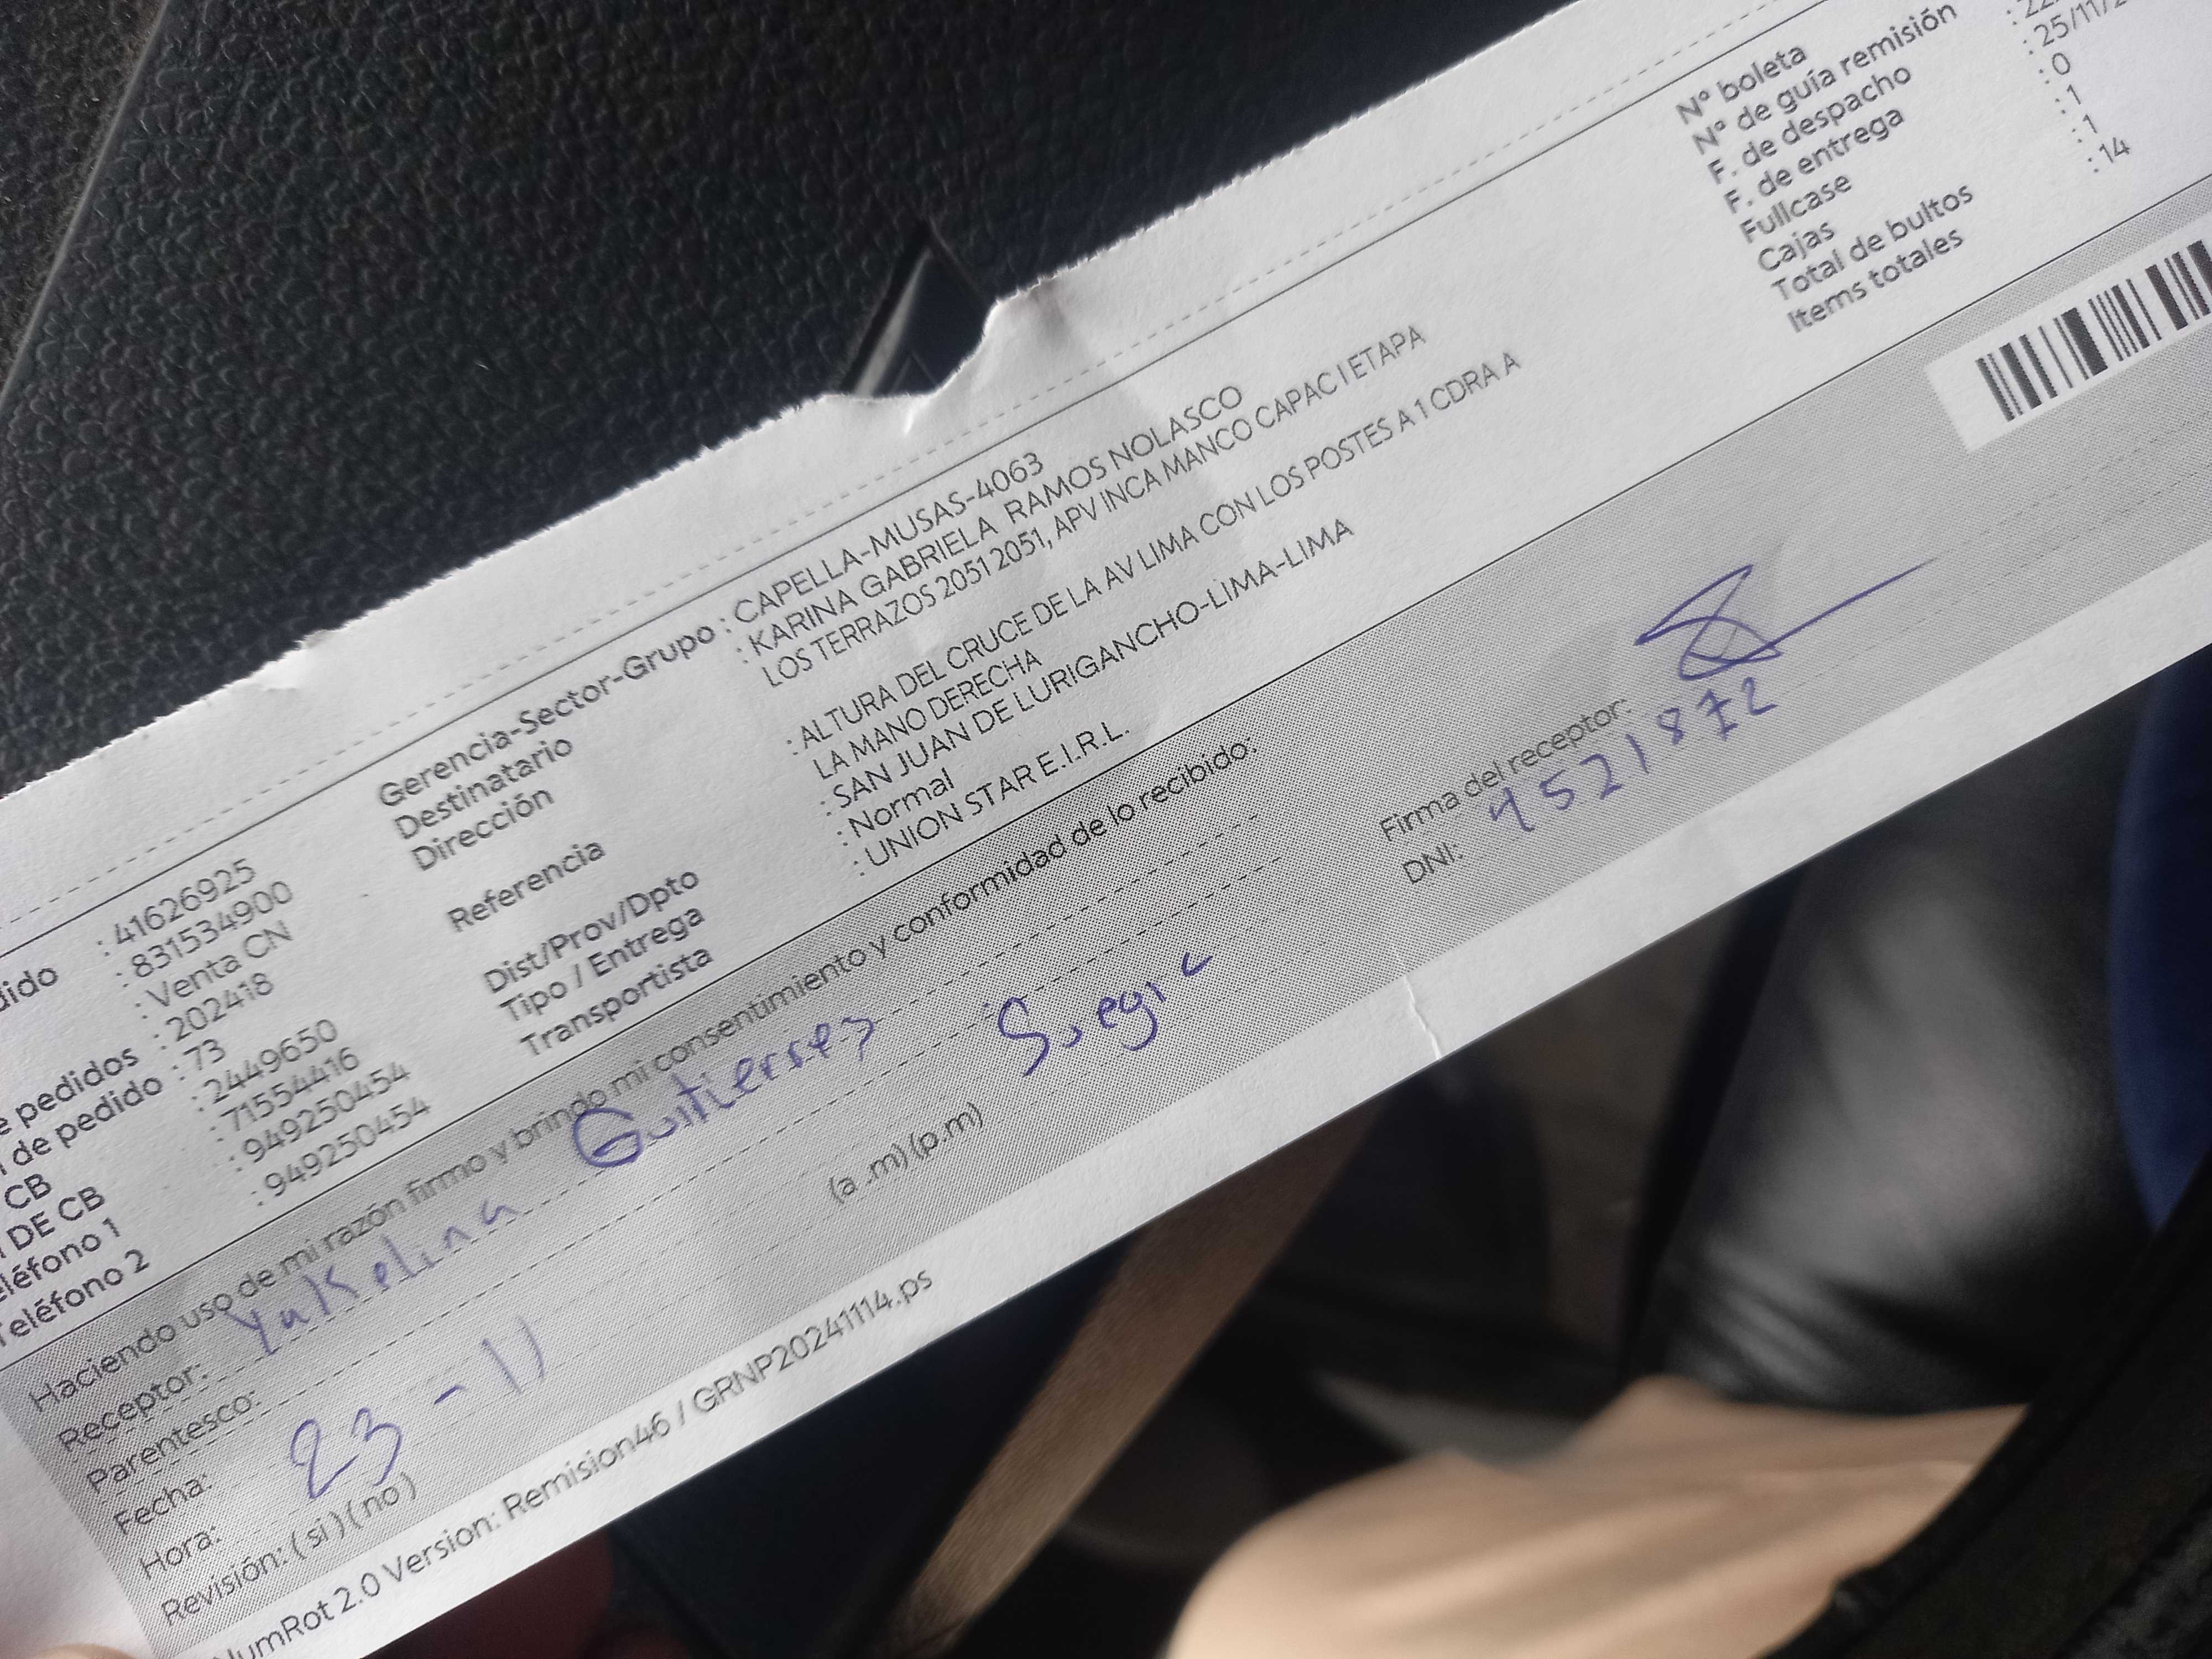 dido : 41626925
: 831534900
: Venta CN
e pedidos : 202418
n de pedido : 73
CB : 2449650
DE CB : 71554416
eléfono 1 : 949250454
Teléfono 2 : 949250454
Gerencia-Sector-Grupo : CAPELLA-MUSAS-4063
Destinatario : KARINA GABRIELA RAMOS NOLASCO
Dirección LOS TERRAZOS 2051 2051, APV INCA MANCO CAPAC I ETAPA
Referencia : ALTURA DEL CRUCE DE LA AV LIMA CON LOS POSTES A 1 CDRA A
LA MANO DERECHA
Dist/Prov/Dpto : SAN JUAN DE LURIGANCHO-LIMA-LIMA
Tipo / Entrega : Normal
Transportista : UNION STAR E.I.R.L.
N° boleta
N° de guía remisión
F. de despacho : 25/11/2
F. de entrega
Fullcase : 0
Cajas : 1
Total de bultos : 1
Items totales : 14
Haciendo uso de mi razón firmo y brindo mi consentimiento y conformidad de lo recibido:
Receptor: Yakelina Guitierrez
Parentesco: Suegra
Fecha: 23-11
Hora: (a .m) (p.m)
Revisión: ( si ) ( no )
Firma del receptor:
DNI: 4521872
NumRot 2.0 Version: Remision46 / GRNP20241114.ps